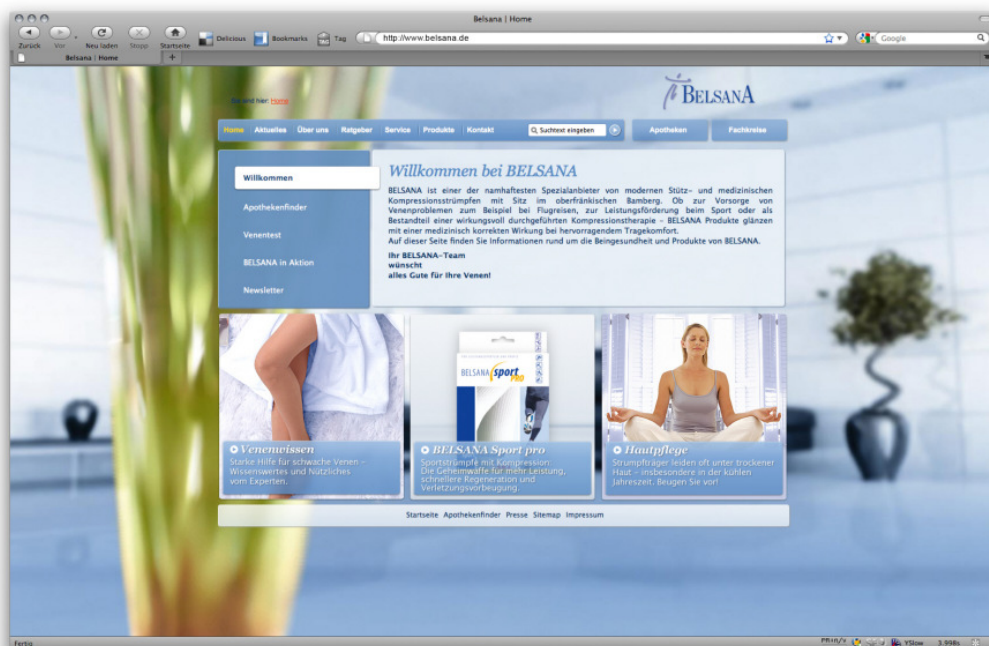 Belsana | Home
Zurück Vor Neu laden Stopp Startseite Delicious Bookmarks Tag http://www.belsana.de Google
Belsana | Home +
Sie sind hier: Home
BELSANA
Home Aktuelles Über uns Ratgeber Service Produkte Kontakt Suchtext eingeben Apotheken Fachkreise
Willkommen
Apothekenfinder
Venentest
BELSANA in Aktion
Newsletter
Willkommen bei BELSANA
BELSANA ist einer der namhaftesten Spezialanbieter von modernen Stütz- und medizinischen
Kompressionsstrümpfen mit Sitz im oberfränkischen Bamberg. Ob zur Vorsorge von
Venenproblemen zum Beispiel bei Flugreisen, zur Leistungsförderung beim Sport oder als
Bestandteil einer wirkungsvoll durchgeführten Kompressionstherapie - BELSANA Produkte glänzen
mit einer medizinisch korrekten Wirkung bei hervorragendem Tragekomfort.
Auf dieser Seite finden Sie Informationen rund um die Beingesundheit und Produkte von BELSANA.
Ihr BELSANA-Team
wünscht
alles Gute für Ihre Venen!
Venenwissen
Starke Hilfe für schwache Venen -
Wissenswertes und Nützliches
vom Experten.
BELSANA sport
PRO
BELSANA Sport pro
Sportstrümpfe mit Kompression.
Die Geheimwaffe für mehr Leistung,
schnellere Regeneration und
Verletzungsvorbeugung.
Hautpflege
Strumpfträger leiden oft unter trockener
Haut - insbesondere in der kühlen
Jahreszeit. Beugen Sie vor!
Startseite Apothekenfinder Presse Sitemap Impressum
Fertig YSlow 3.998s